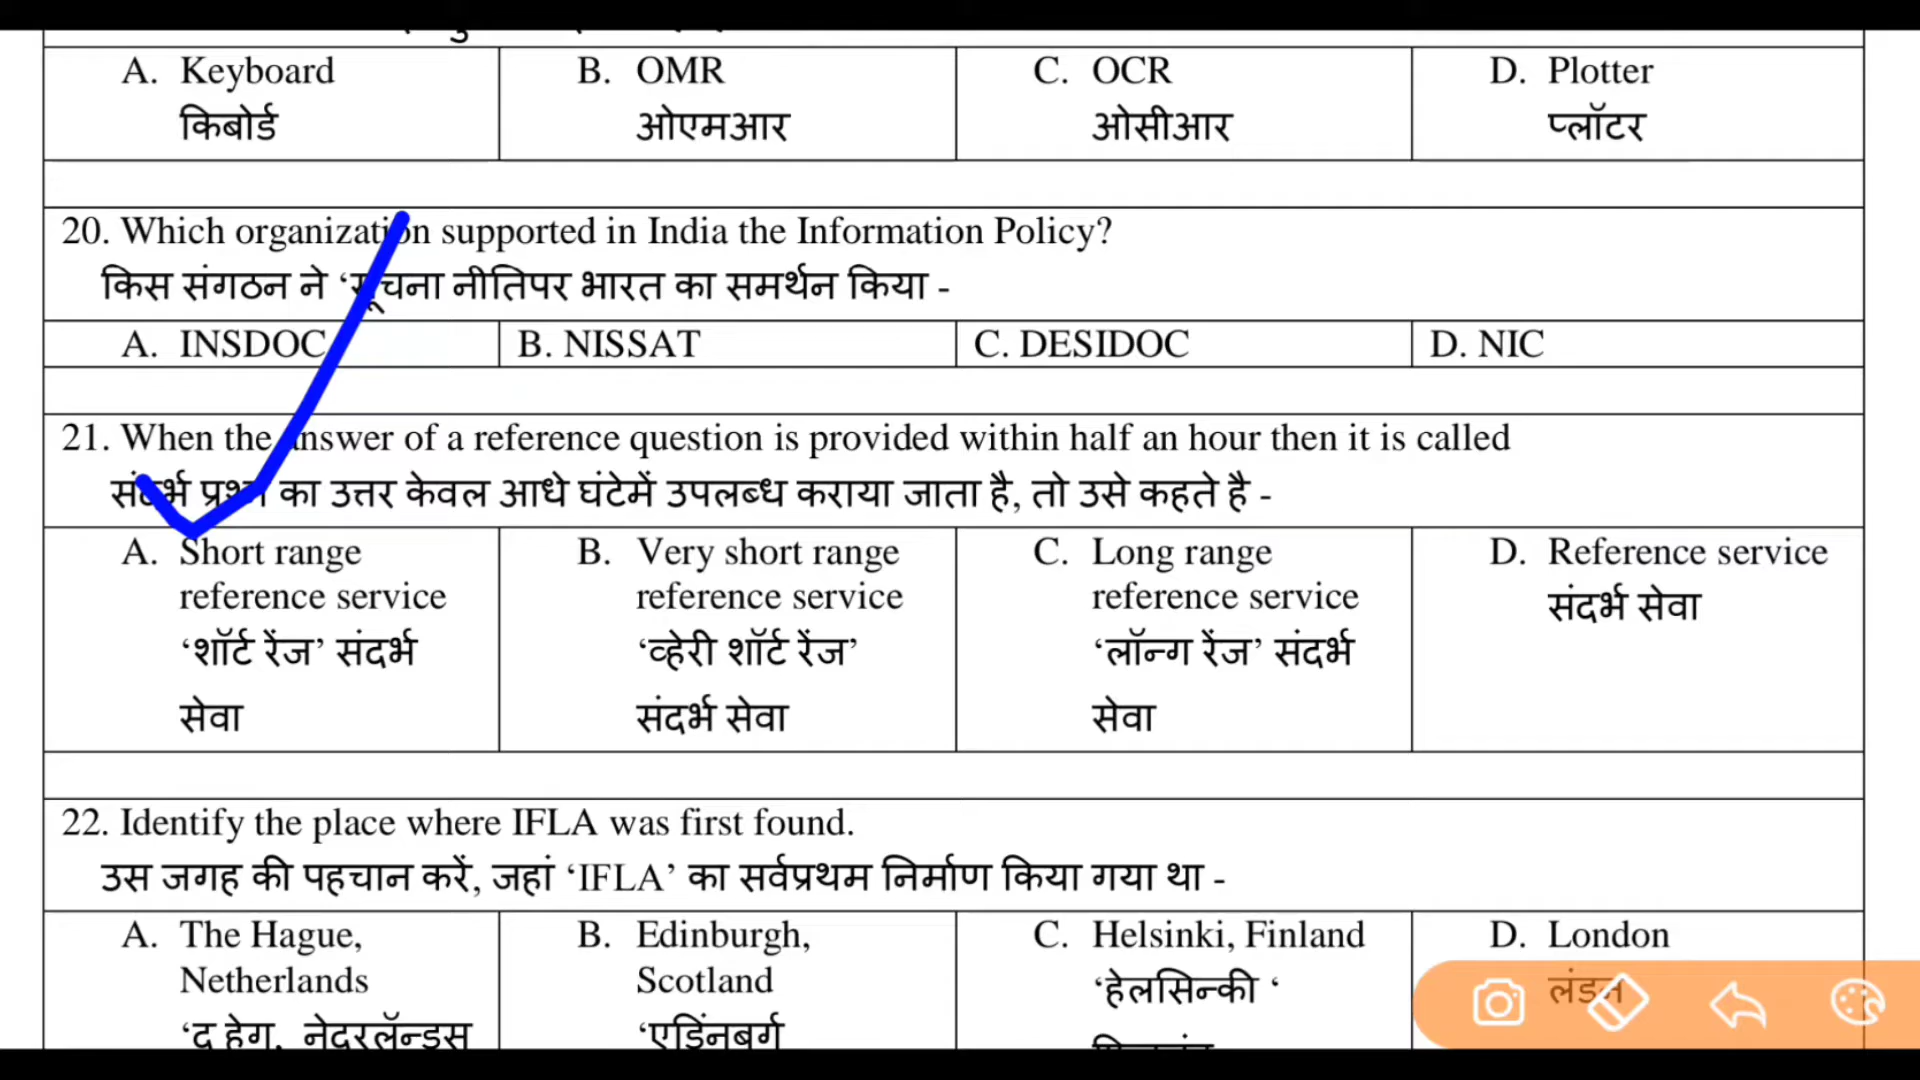 A. Keyboard
किबोर्ड
B. OMR
ओएमआर
C. OCR
ओसीआर
D. Plotter
प्लॉटर
20. Which organization supported in India the Information Policy?
किस संगठन ने ‘सूचना नीतिपर भारत का समर्थन किया -
A. INSDOC
B. NISSAT
C. DESIDOC
D. NIC
21. When the answer of a reference question is provided within half an hour then it is called
संदर्भ प्रश्न का उत्तर केवल आधे घंटेमें उपलब्ध कराया जाता है, तो उसे कहते है -
A. Short range
reference service
‘शॉर्ट रेंज’ संदर्भ
सेवा
B. Very short range
reference service
‘व्हेरी शॉर्ट रेंज’
संदर्भ सेवा
C. Long range
reference service
‘लॉन्ग रेंज’ संदर्भ
सेवा
D. Reference service
संदर्भ सेवा
22. Identify the place where IFLA was first found.
उस जगह की पहचान करें, जहां ‘IFLA’ का सर्वप्रथम निर्माण किया गया था -
A. The Hague,
Netherlands
‘द हेग, नेदरलॅन्डस
B. Edinburgh,
Scotland
‘एडिंनबर्ग
C. Helsinki, Finland
‘हेलसिन्की ‘
D. London
लंडन